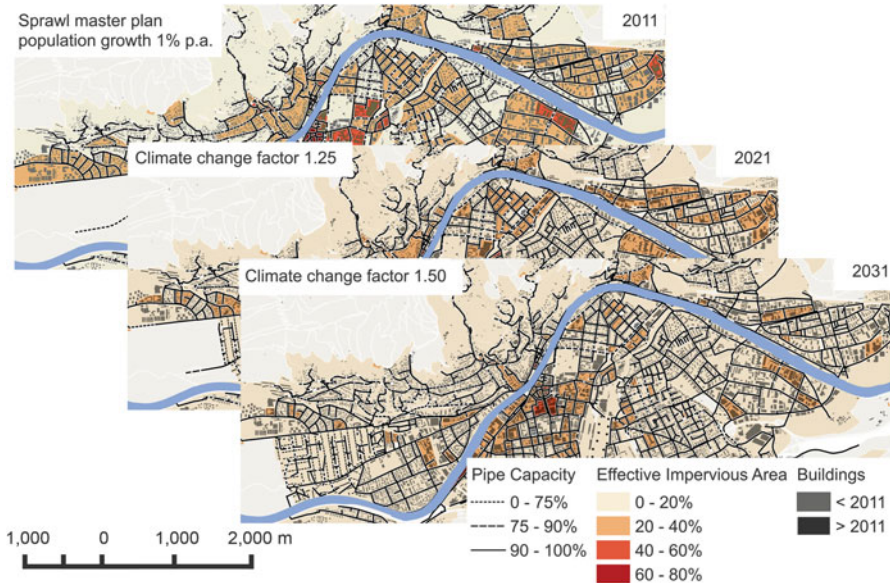 Sprawl master plan
population growth 1% p.a.
2011
Climate change factor 1.25
2021
Climate change factor 1.50
2031
Pipe Capacity
0 - 75%
75 - 90%
90 - 100%
Effective Impervious Area
0 - 20%
20 - 40%
40 - 60%
60 - 80%
Buildings
< 2011
> 2011
1,000 0 1,000 2,000 m